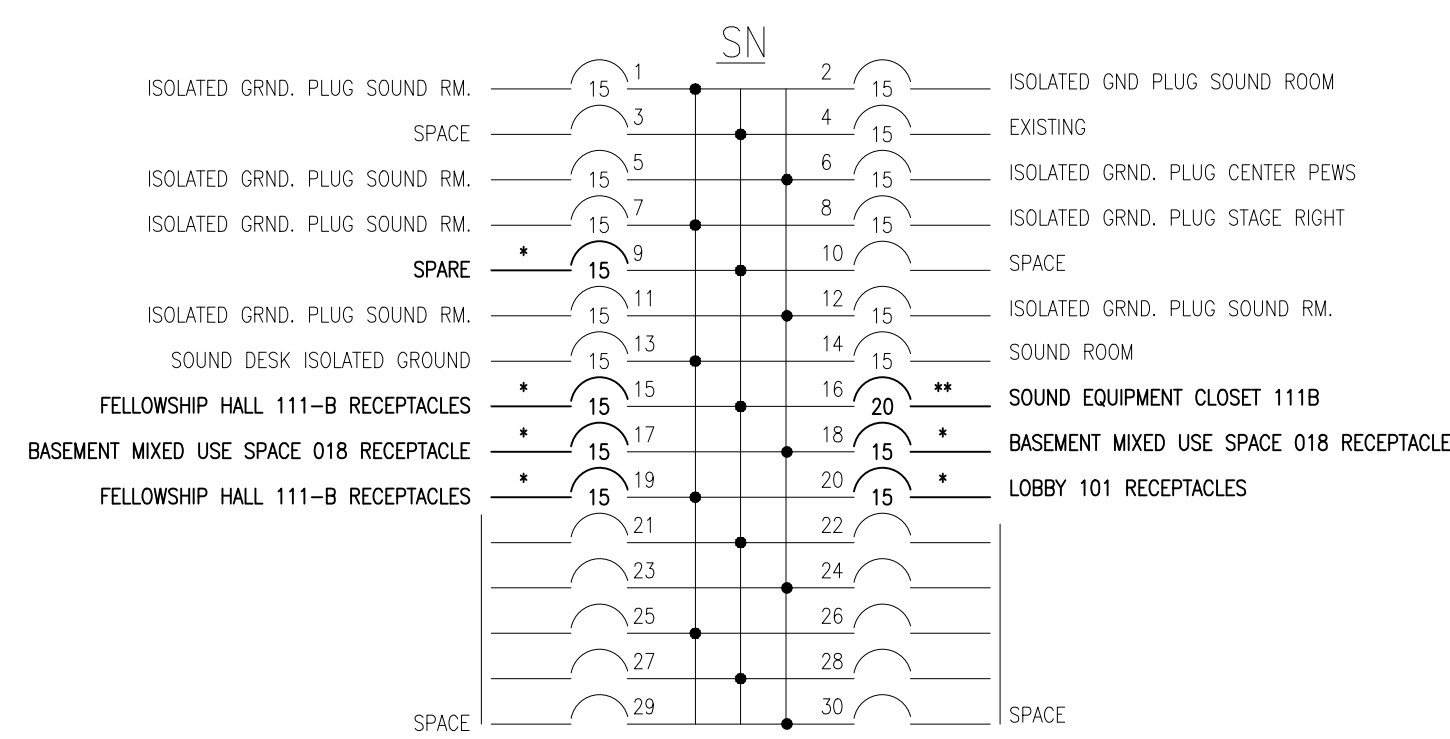 SN
ISOLATED GRND. PLUG SOUND RM. 15 1 2 15 ISOLATED GND PLUG SOUND ROOM
SPACE 3 4 15 EXISTING
ISOLATED GRND. PLUG SOUND RM. 15 5 6 15 ISOLATED GRND. PLUG CENTER PEWS
ISOLATED GRND. PLUG SOUND RM. 15 7 8 15 ISOLATED GRND. PLUG STAGE RIGHT
SPARE * 15 9 10 SPACE
ISOLATED GRND. PLUG SOUND RM. 15 11 12 15 ISOLATED GRND. PLUG SOUND RM.
SOUND DESK ISOLATED GROUND 15 13 14 15 SOUND ROOM
FELLOWSHIP HALL 111-B RECEPTACLES * 15 15 16 20 ** SOUND EQUIPMENT CLOSET 111B
BASEMENT MIXED USE SPACE 018 RECEPTACLE * 15 17 18 15 * BASEMENT MIXED USE SPACE 018 RECEPTACLE
FELLOWSHIP HALL 111-B RECEPTACLES * 15 19 20 15 * LOBBY 101 RECEPTACLES
21 22
23 24
25 26
27 28
SPACE 29 30 SPACE